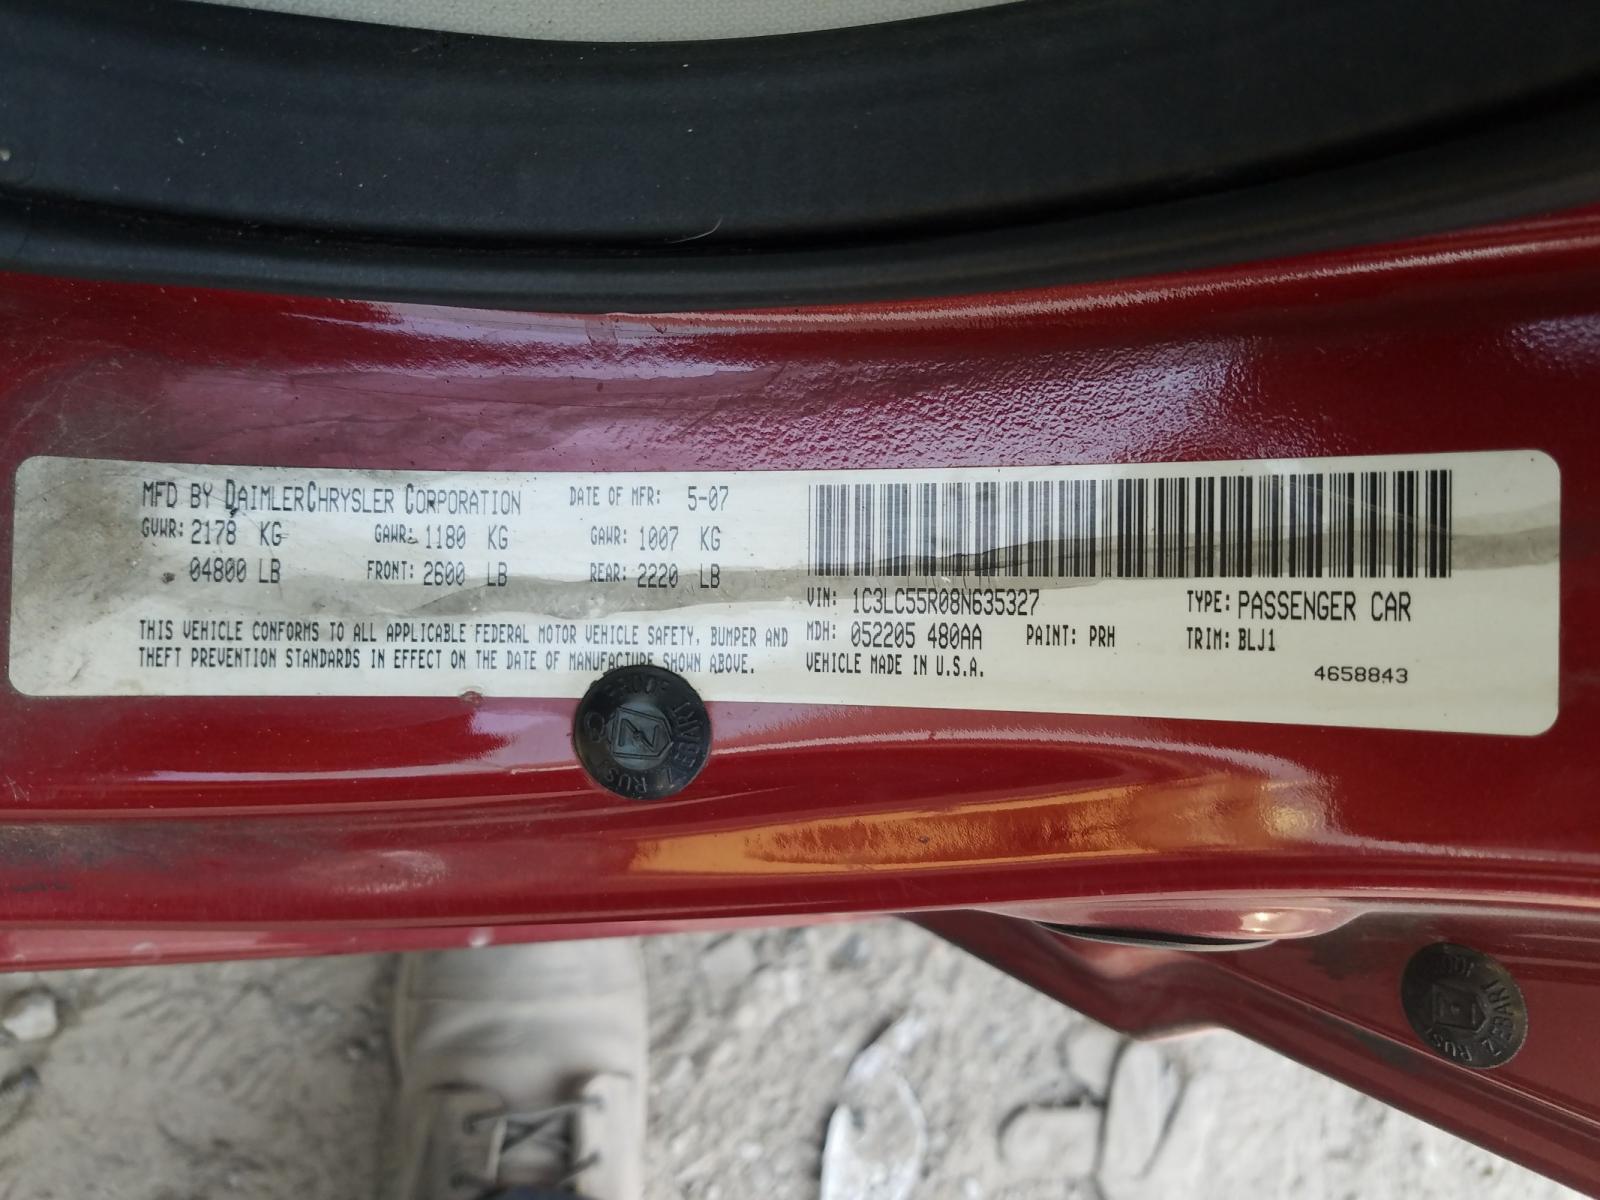 MFD BY DAIMLERCHRYSLER CORPORATION DATE OF MFR: 5-07
GVWR: 2178 KG GAWR: 1180 KG GAWR: 1007 KG
04800 LB FRONT: 2600 LB REAR: 2220 LB
THIS VEHICLE CONFORMS TO ALL APPLICABLE FEDERAL MOTOR VEHICLE SAFETY, BUMPER AND
THEFT PREVENTION STANDARDS IN EFFECT ON THE DATE OF MANUFACTURE SHOWN ABOVE.
VIN: 1C3LC55R08N635327 TYPE: PASSENGER CAR
MDH: 052205 480AA PAINT: PRH TRIM: BLJ1
VEHICLE MADE IN U.S.A.
4658843
ZIEBART RUST
Z
ZIEBART RUST
Z